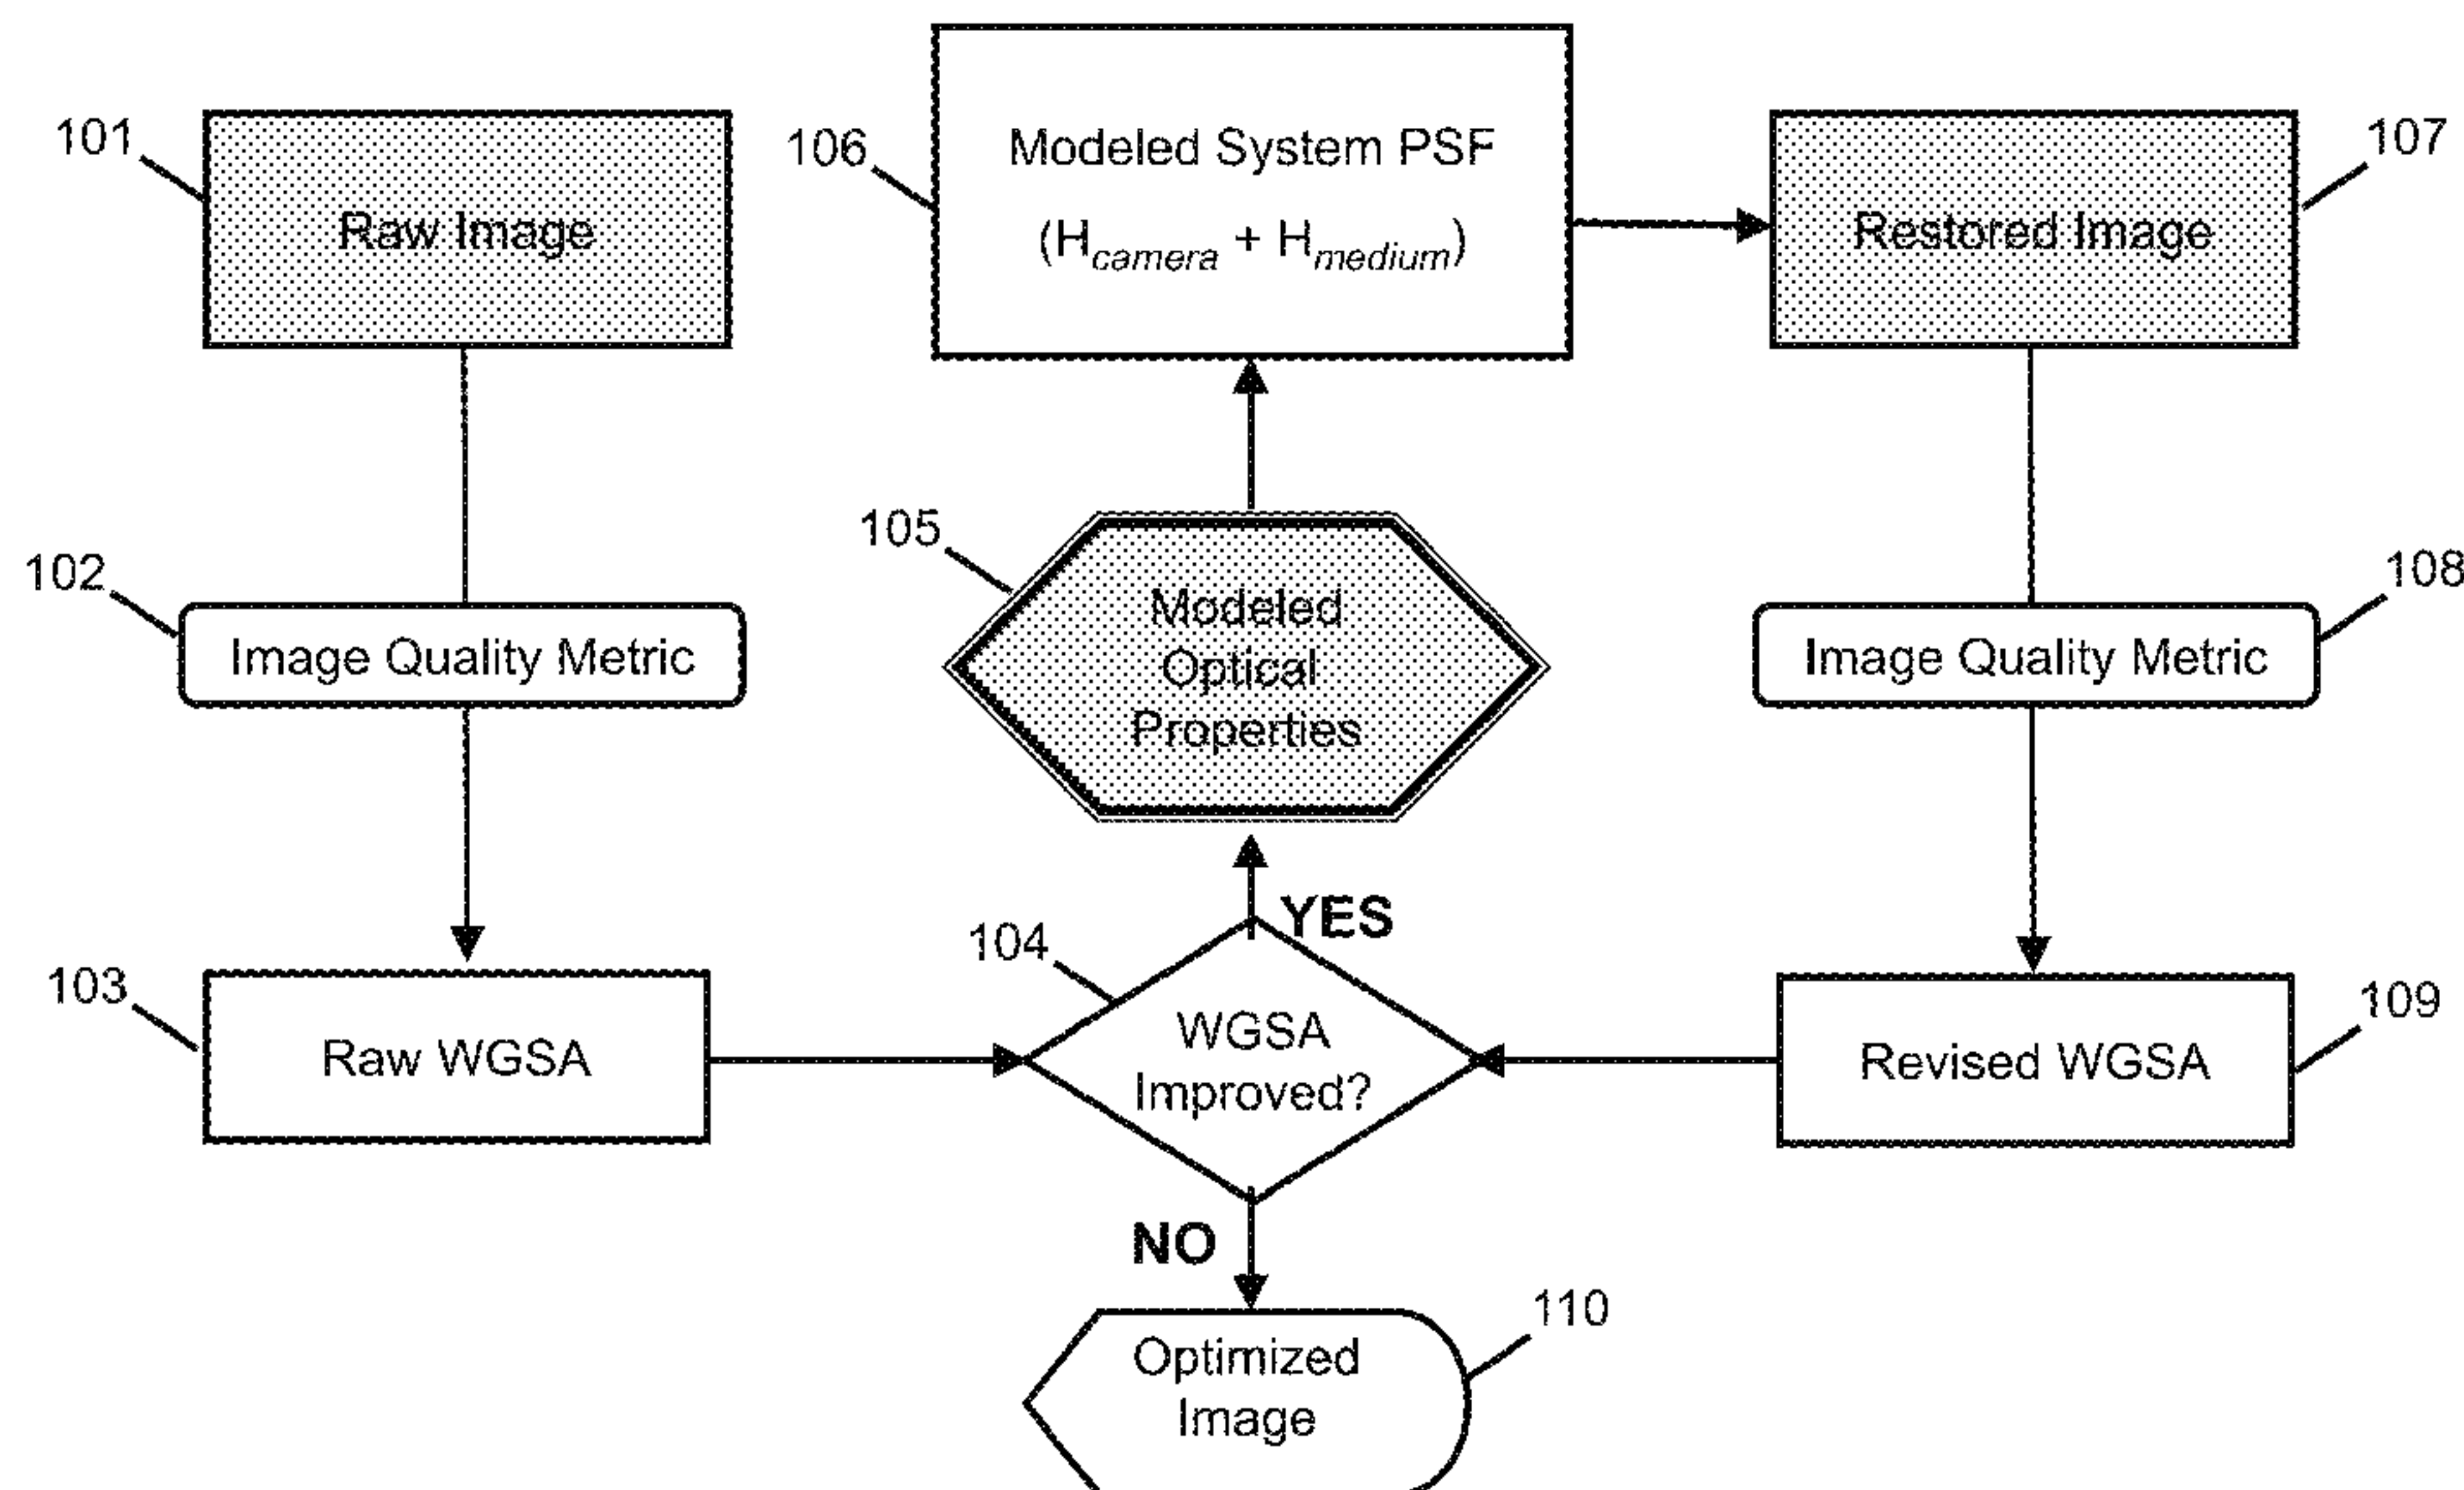 101
Raw Image
102
Image Quality Metric
103
Raw WGSA
104
WGSA
Improved?
YES
NO
105
Modeled
Optical
Properties
106
Modeled System PSF
(Hcamera + Hmedium)
107
Restored Image
108
Image Quality Metric
109
Revised WGSA
110
Optimized
Image